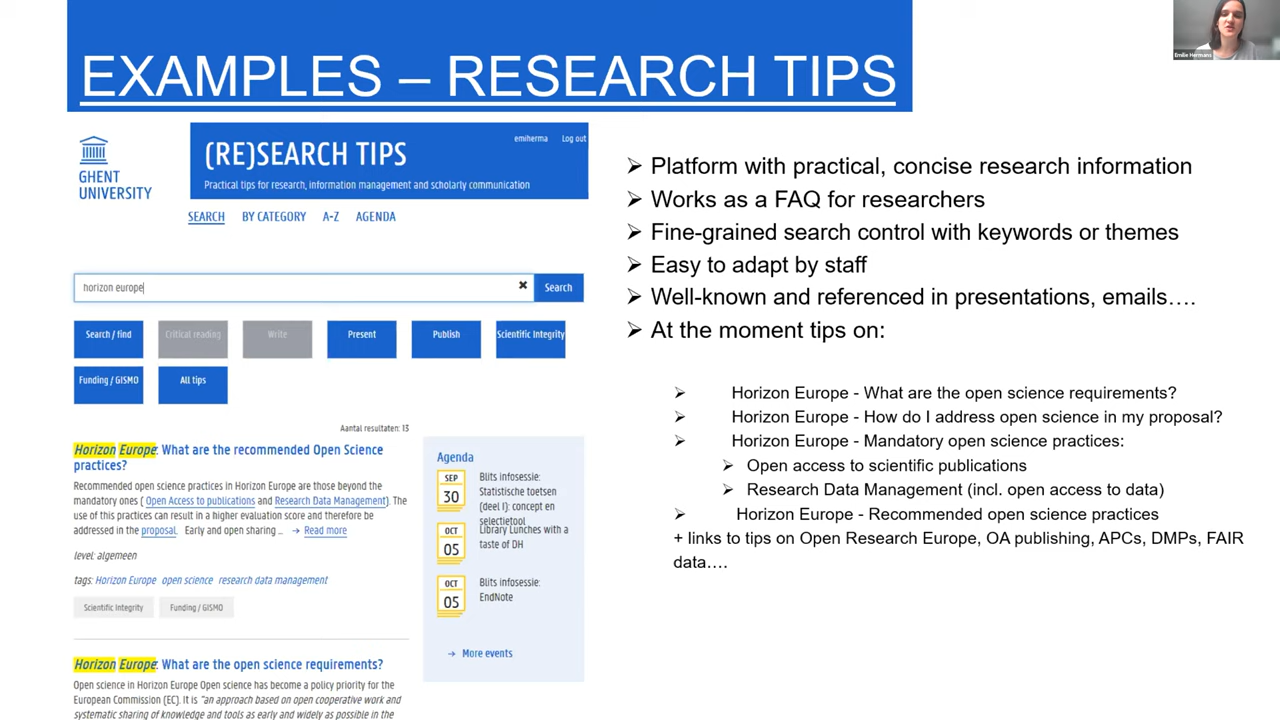 EXAMPLES – RESEARCH TIPS
Emilie Hermans
GHENT
UNIVERSITY
emiherma
Log out
(RE)SEARCH TIPS
Practical tips for research, information management and scholarly communication
SEARCH
BY CATEGORY
A-Z
AGENDA
horizon europe
Search
Search / find
Critical reading
Write
Present
Publish
Scientific Integrity
Funding / GISMO
All tips
Aantal resultaten: 13
Horizon Europe: What are the recommended Open Science
practices?
Recommended open science practices in Horizon Europe are those beyond the
mandatory ones ( Open Access to publications and Research Data Management). The
use of this practices can result in a higher evaluation score and therefore be
addressed in the proposal. Early and open sharing ... → Read more
level: algemeen
tags: Horizon Europe open science research data management
Scientific Integrity
Funding / GISMO
Horizon Europe: What are the open science requirements?
Open science in Horizon Europe Open science has become a policy priority for the
European Commission (EC). It is "an approach based on open cooperative work and
systematic sharing of knowledge and tools as early and widely as possible in the
Agenda
SEP
30
Blits infosessie:
Statistische toetsen
(deel I): concept en
selectietool
OCT
05
Library Lunches with a
taste of DH
OCT
05
Blits infosessie:
EndNote
→ More events
➢ Platform with practical, concise research information
➢ Works as a FAQ for researchers
➢ Fine-grained search control with keywords or themes
➢ Easy to adapt by staff
➢ Well-known and referenced in presentations, emails….
➢ At the moment tips on:
➢ Horizon Europe - What are the open science requirements?
➢ Horizon Europe - How do I address open science in my proposal?
➢ Horizon Europe - Mandatory open science practices:
➢ Open access to scientific publications
➢ Research Data Management (incl. open access to data)
➢ Horizon Europe - Recommended open science practices
+ links to tips on Open Research Europe, OA publishing, APCs, DMPs, FAIR
data….